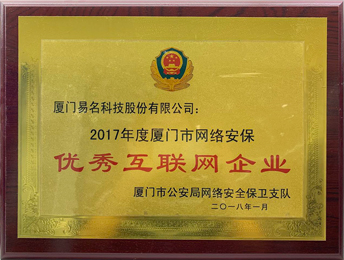 厦门易名科技股份有限公司：
2017年度厦门市网络安保
优秀互联网企业
厦门市公安局网络安全保卫支队
二〇一八年一月